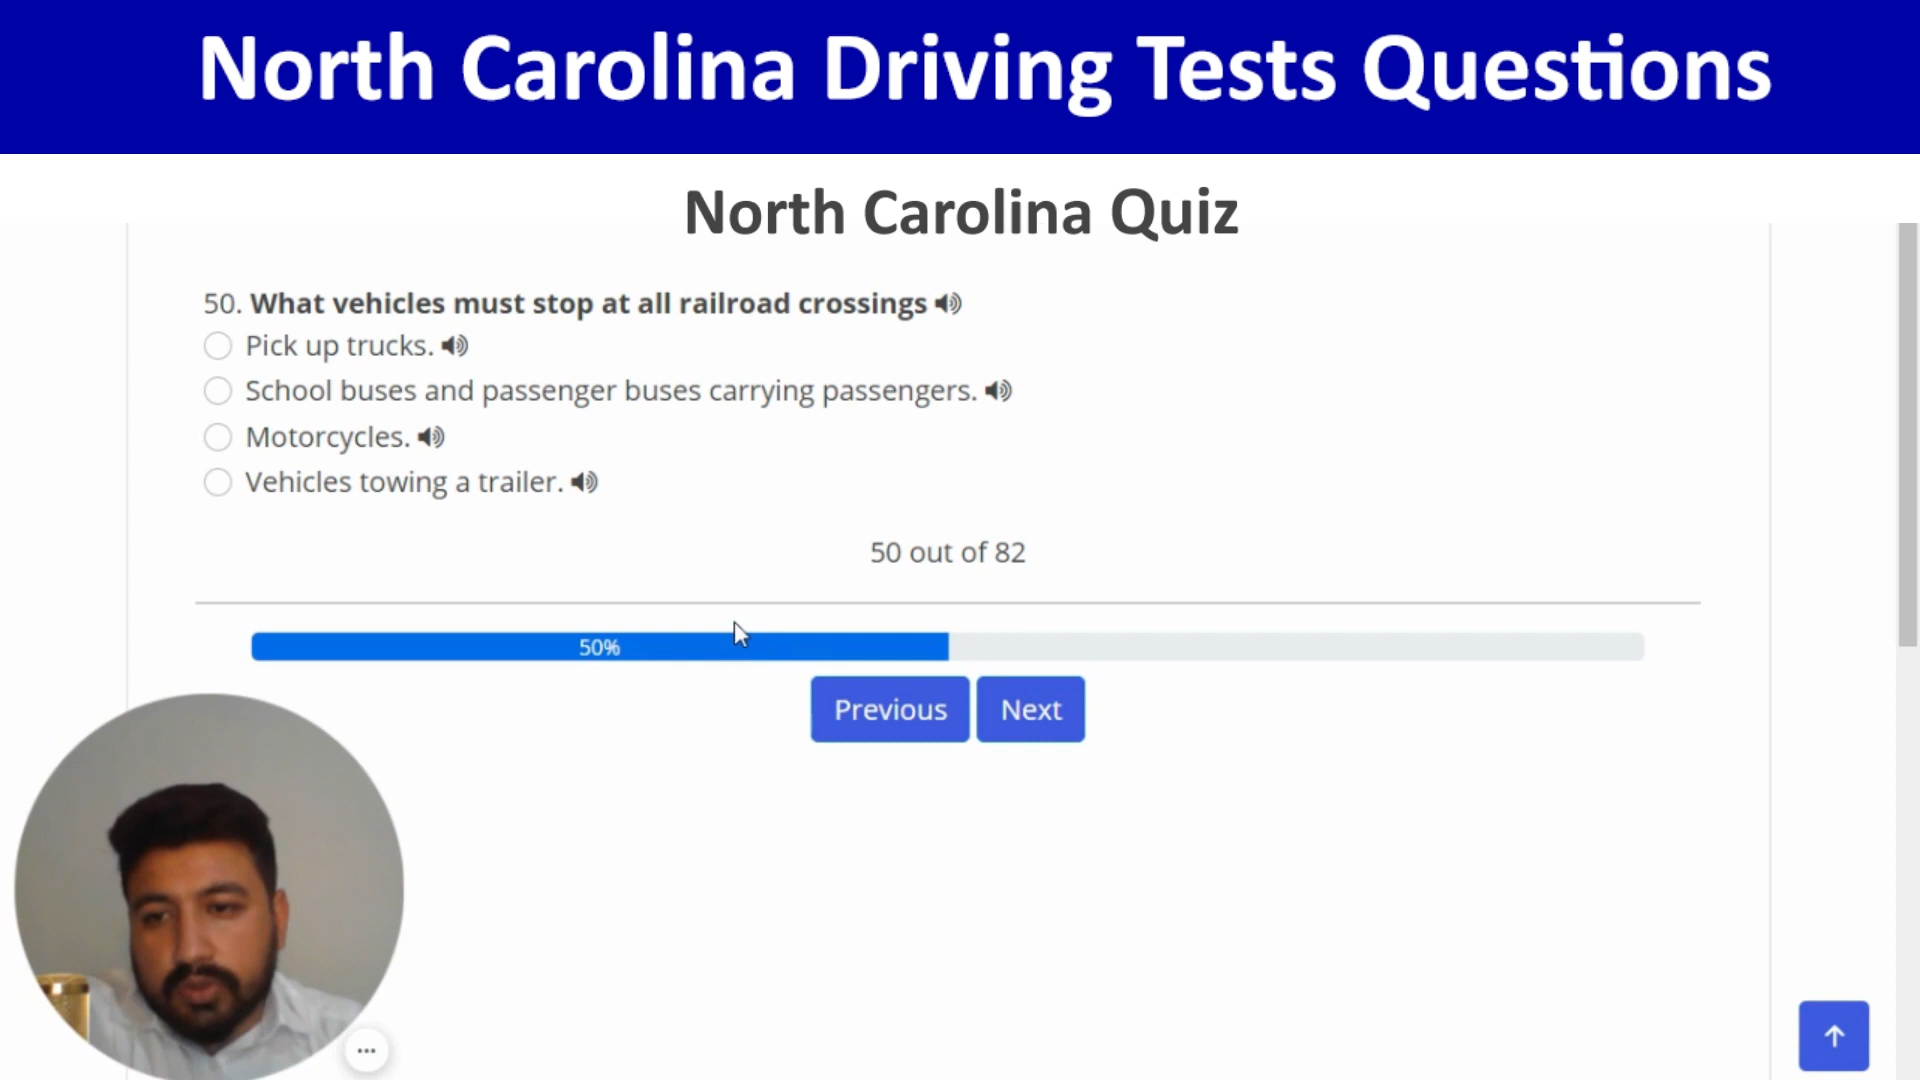 North Carolina Driving Tests Questions
North Carolina Quiz
50. What vehicles must stop at all railroad crossings
Pick up trucks.
School buses and passenger buses carrying passengers.
Motorcycles.
Vehicles towing a trailer.
50 out of 82
50%
Previous Next